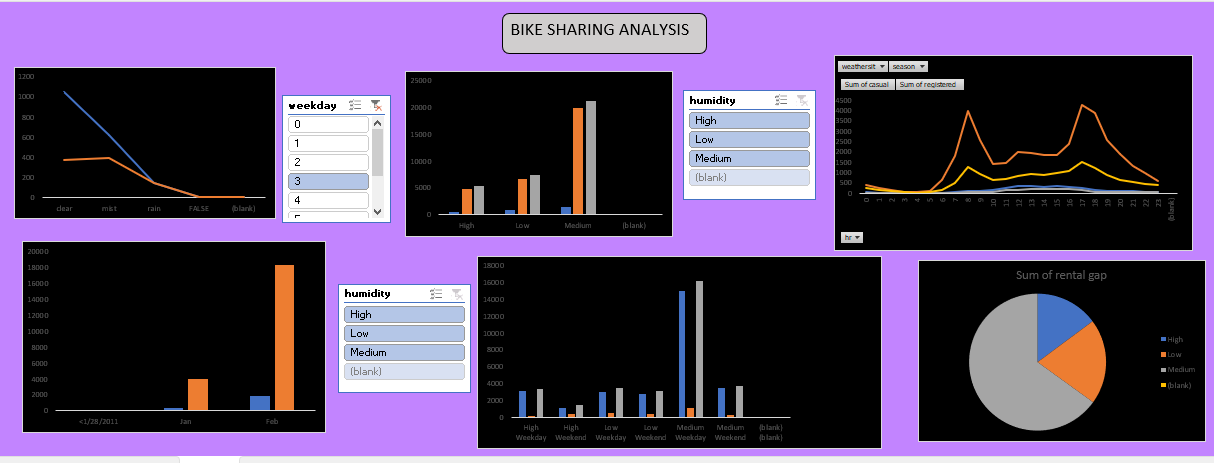 BIKE SHARING ANALYSIS
1200
1000
800
600
400
200
0
clear mist rain FALSE (blank)
weekday
0
1
2
3
4
25000
20000
15000
10000
5000
0
High Low Medium (blank)
humidity
High
Low
Medium
(blank)
weathersit season
Sum of casual Sum of registered
4500
4000
3500
3000
2500
2000
1500
1000
500
0
0 1 2 3 4 5 6 7 8 9 10 11 12 13 14 15 16 17 18 19 20 21 22 23 (blank)
hr
20000
18000
16000
14000
12000
10000
8000
6000
4000
2000
0
<1/28/2011 Jan Feb
humidity
High
Low
Medium
(blank)
18000
16000
14000
12000
10000
8000
6000
4000
2000
0
High High Low Low Medium Medium (blank)
Weekday Weekend Weekday Weekend Weekday Weekend (blank)
Sum of rental gap
High
Low
Medium
(blank)